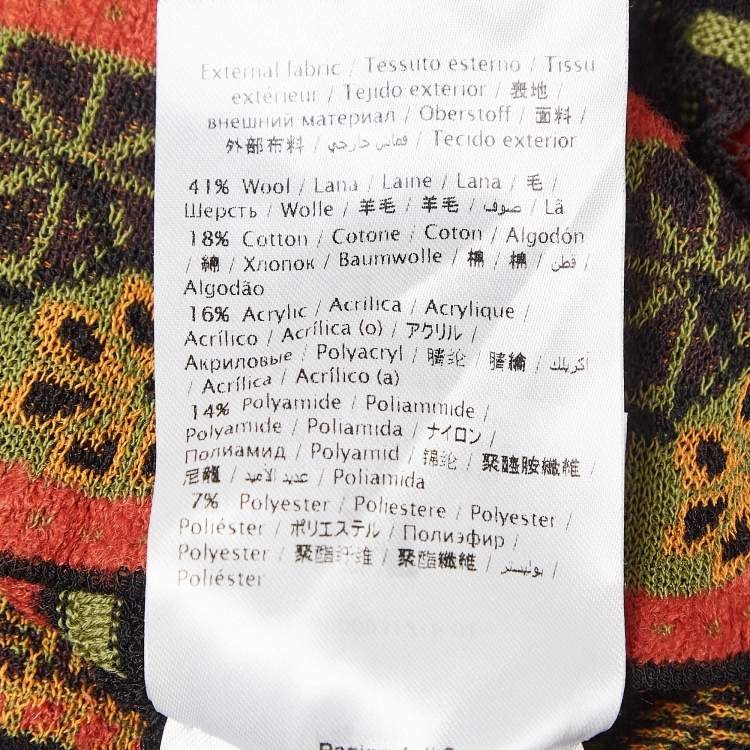 External fabric / Tessuto esterno / Tissu
extérieur / Tejido exterior / 表地 /
внешний материал / Oberstoff / 面料 /
外部布料 / قماس خارجي / Tecido exterior
41% Wool / Lana / Laine / Lana / 毛 /
Шерсть / Wolle / 羊毛 / 羊毛 / صوف / Lã
18% Cotton / Cotone / Coton / Algodón
/ 綿 / Хлопок / Baumwolle / 棉 / 棉 / قطن /
Algodão
16% Acrylic / Acrilica / Acrylique /
Acrílico / Acrílica (o) / アクリル /
Акриловые / Polyacryl / 腈纶 / 腈綸 / اكريلك
/ Acrílica / Acrílico (a)
14% Polyamide / Poliammide /
Polyamide / Poliamida / ナイロン /
Полиамид / Polyamid / 锦纶 / 聚醯胺纖維 /
尼龍 / عديد الأميد / Poliamida
7% Polyester / Poliestere / Polyester /
Poliéster / ポリエステル / Полиэфир /
Polyester / 聚酯纤维 / 聚酯纖維 / بوليستر /
Poliéster